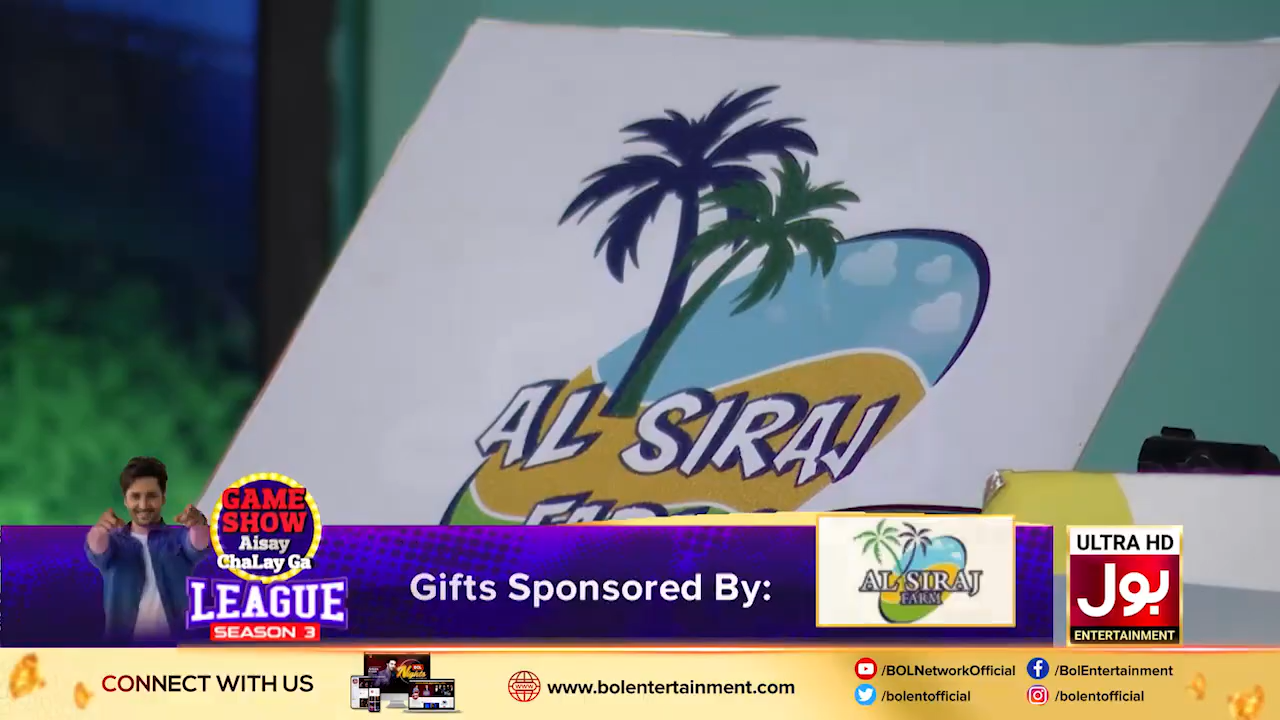 AL SIRAJ
FARM
GAME
SHOW
Aisay
ChaLay Ga
LEAGUE
SEASON 3
Gifts Sponsored By:
AL SIRAJ
FARM
ULTRA HD
بول
ENTERTAINMENT
CONNECT WITH US
www.bolentertainment.com
/BOLNetworkOfficial
/BolEntertainment
/bolentofficial
/bolentofficial